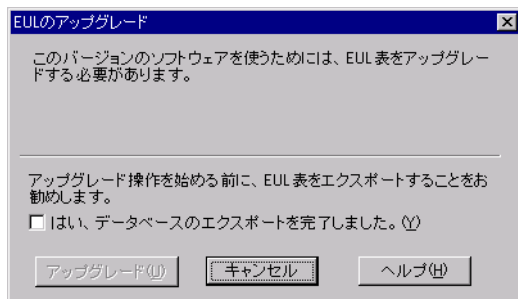 EULのアップグレード
このバージョンのソフトウェアを使うためには、EUL表をアップグレー
ドする必要があります。
アップグレード操作を始める前に、EUL表をエクスポートすることをお
勧めします。
はい、データベースのエクスポートを完了しました。(Y)
アップグレード(U)
キャンセル
ヘルプ(H)